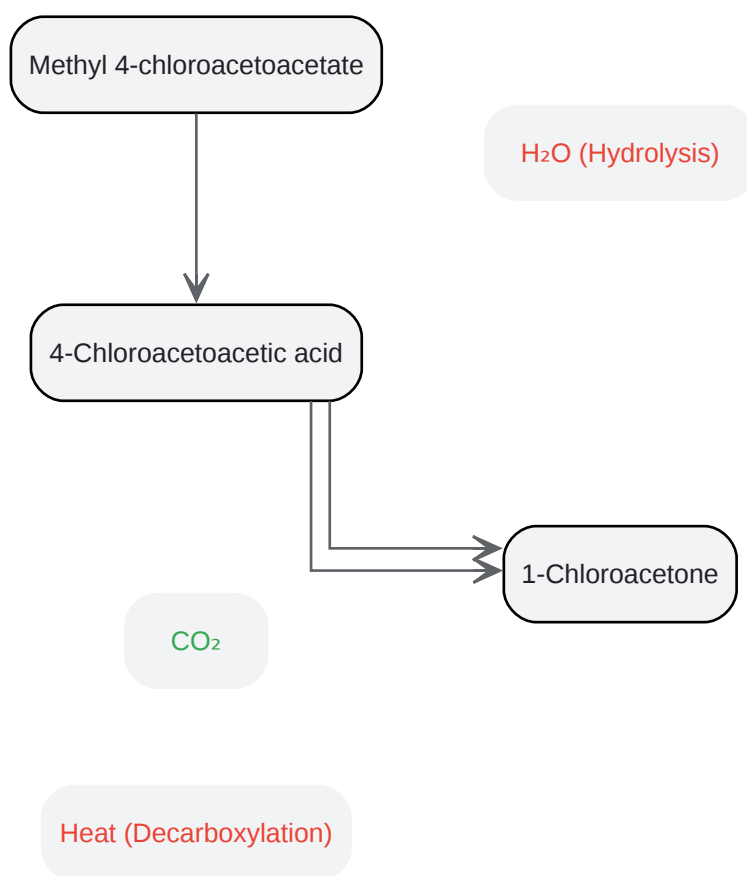 Methyl 4-chloroacetoacetate
H₂O (Hydrolysis)
4-Chloroacetoacetic acid
1-Chloroacetone
CO₂
Heat (Decarboxylation)